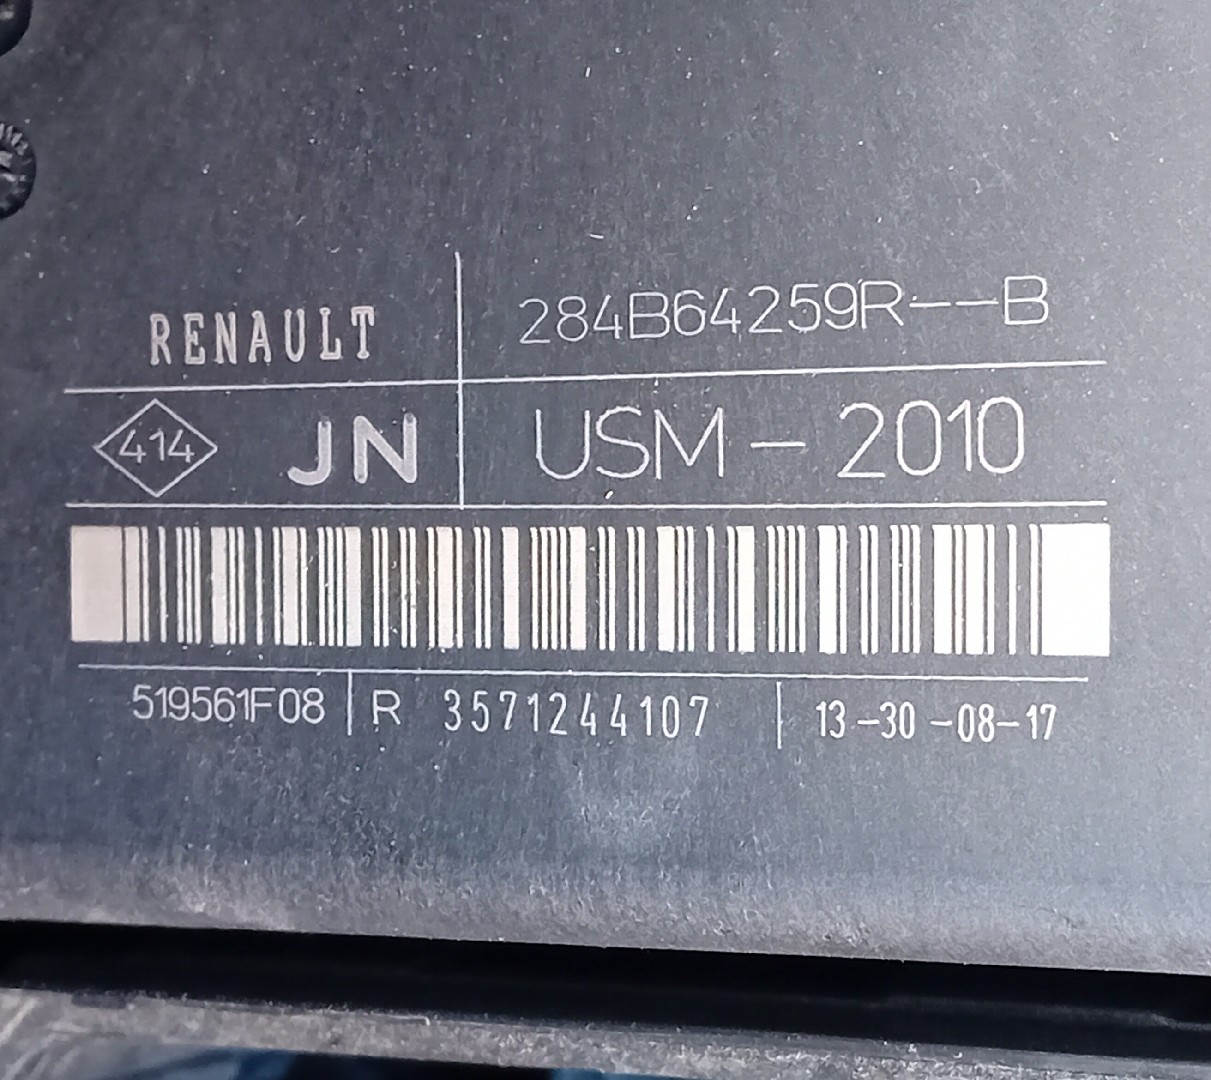 RENAULT 284B64259R--B
414 JN USM - 2010
519561F08 R 3571244107 13-30-08-17